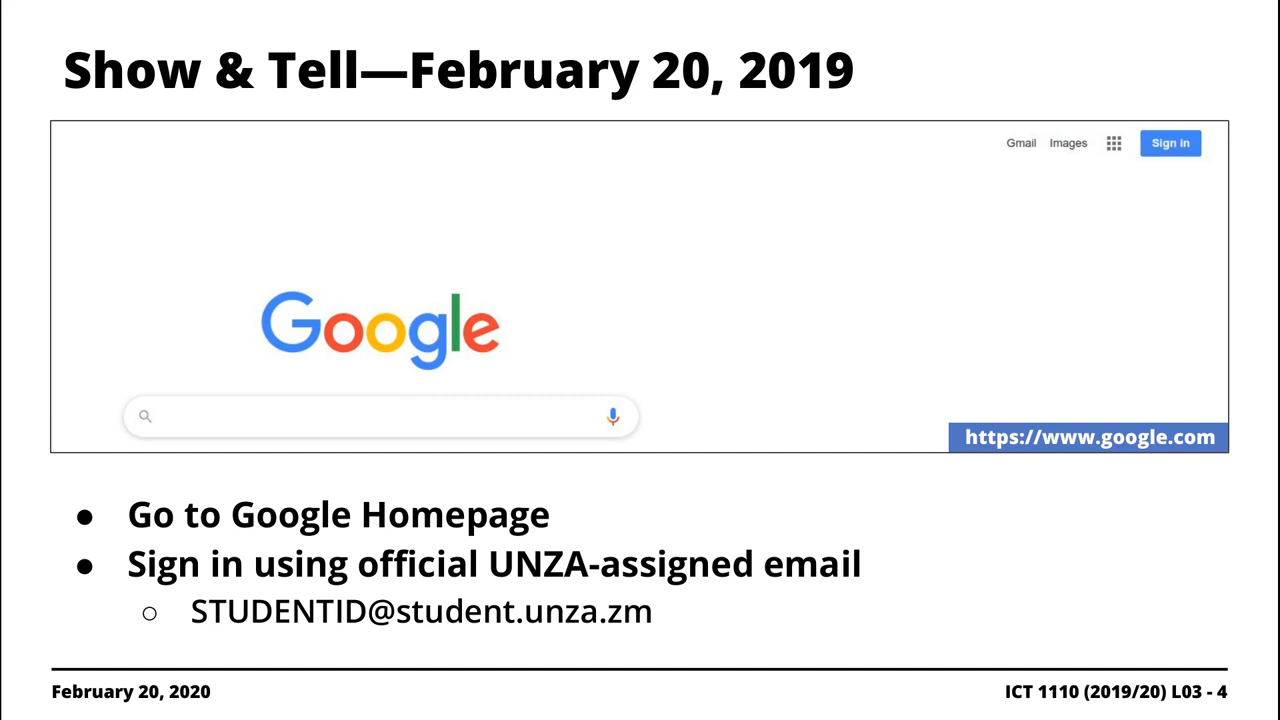 Show & Tell—February 20, 2019
Gmail Images Sign in
Google
https://www.google.com
● Go to Google Homepage
● Sign in using official UNZA-assigned email
○ STUDENTID@student.unza.zm
February 20, 2020
ICT 1110 (2019/20) L03 - 4